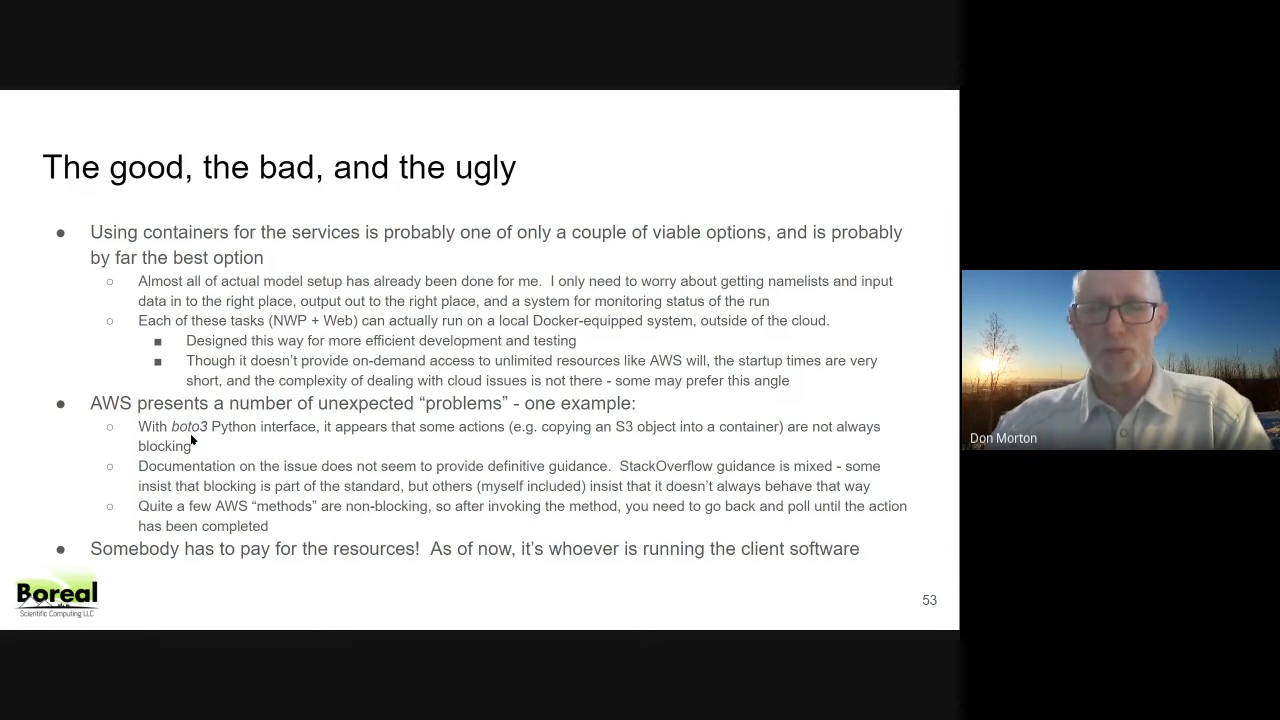 The good, the bad, and the ugly
● Using containers for the services is probably one of only a couple of viable options, and is probably
by far the best option
○ Almost all of actual model setup has already been done for me.  I only need to worry about getting namelists and input
data in to the right place, output out to the right place, and a system for monitoring status of the run
○ Each of these tasks (NWP + Web) can actually run on a local Docker-equipped system, outside of the cloud.
■ Designed this way for more efficient development and testing
■ Though it doesn’t provide on-demand access to unlimited resources like AWS will, the startup times are very
short, and the complexity of dealing with cloud issues is not there - some may prefer this angle
● AWS presents a number of unexpected “problems” - one example:
○ With boto3 Python interface, it appears that some actions (e.g. copying an S3 object into a container) are not always
blocking
○ Documentation on the issue does not seem to provide definitive guidance.  StackOverflow guidance is mixed - some
insist that blocking is part of the standard, but others (myself included) insist that it doesn’t always behave that way
○ Quite a few AWS “methods” are non-blocking, so after invoking the method, you need to go back and poll until the action
has been completed
● Somebody has to pay for the resources!  As of now, it’s whoever is running the client software
Boreal
Scientific Computing LLC
53
Don Morton